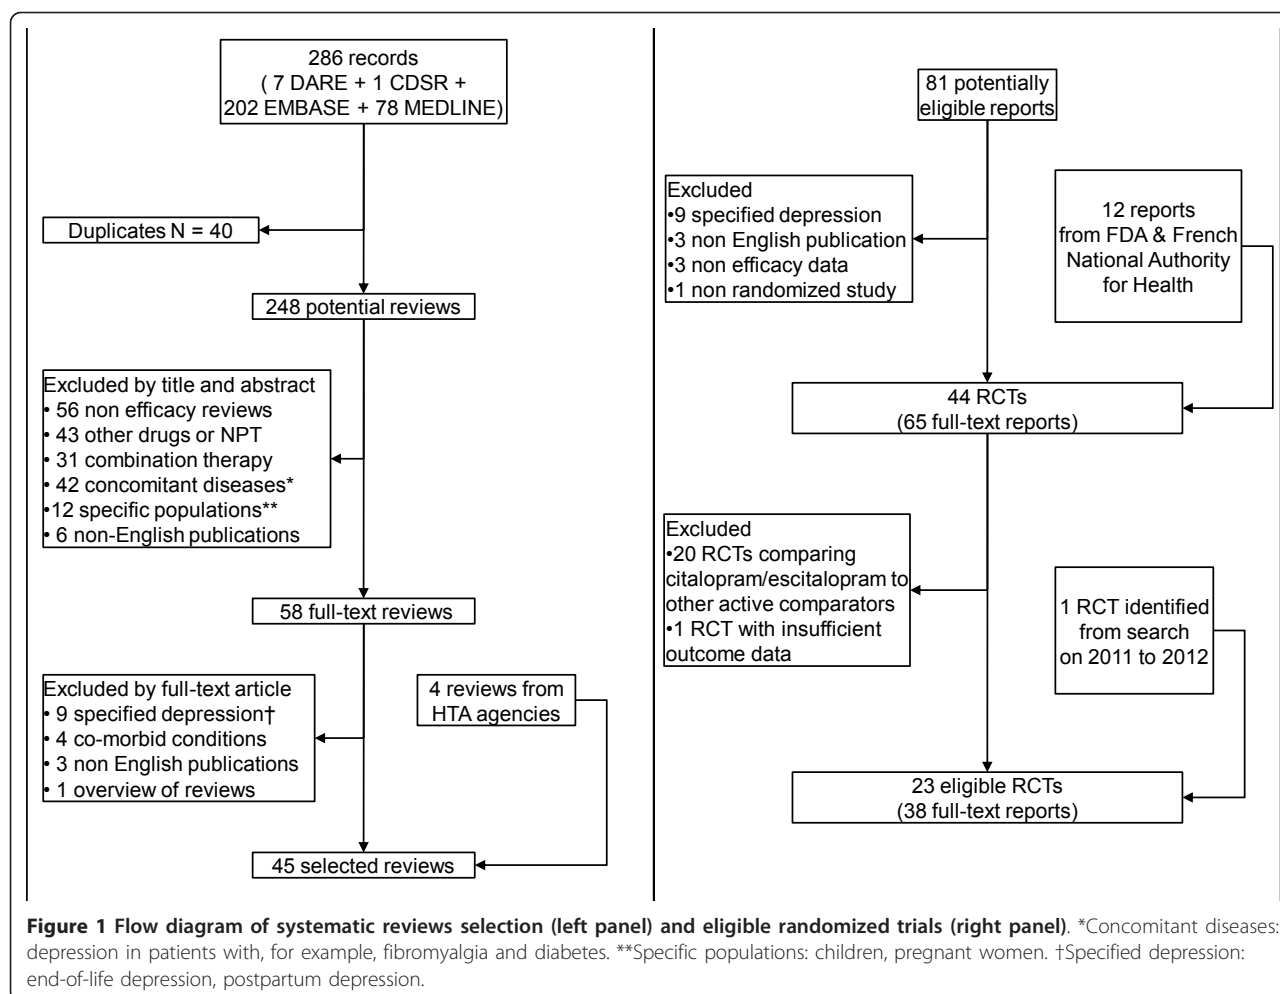 286 records
( 7 DARE + 1 CDSR +
202 EMBASE + 78 MEDLINE)
Duplicates N = 40
248 potential reviews
Excluded by title and abstract
• 56 non efficacy reviews
• 43 other drugs or NPT
• 31 combination therapy
• 42 concomitant diseases*
•12 specific populations**
• 6 non-English publications
58 full-text reviews
Excluded by full-text article
• 9 specified depression†
• 4 co-morbid conditions
• 3 non English publications
• 1 overview of reviews
4 reviews from
HTA agencies
45 selected reviews
81 potentially
eligible reports
Excluded
•9 specified depression
•3 non English publication
•3 non efficacy data
•1 non randomized study
12 reports
from FDA & French
National Authority
for Health
44 RCTs
(65 full-text reports)
Excluded
•20 RCTs comparing
citalopram/escitalopram to
other active comparators
•1 RCT with insufficient
outcome data
1 RCT identified
from search
on 2011 to 2012
23 eligible RCTs
(38 full-text reports)
Figure 1 Flow diagram of systematic reviews selection (left panel) and eligible randomized trials (right panel). *Concomitant diseases:
depression in patients with, for example, fibromyalgia and diabetes. **Specific populations: children, pregnant women. †Specified depression:
end-of-life depression, postpartum depression.